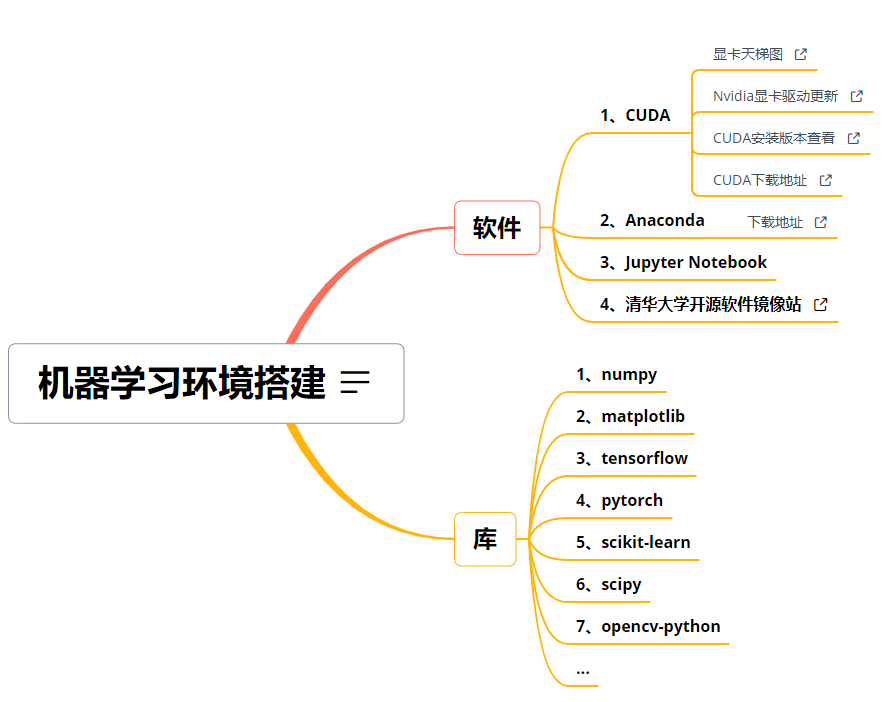 机器学习环境搭建
软件
1、CUDA
显卡天梯图
Nvidia显卡驱动更新
CUDA安装版本查看
CUDA下载地址
2、Anaconda
下载地址
3、Jupyter Notebook
4、清华大学开源软件镜像站
库
1、numpy
2、matplotlib
3、tensorflow
4、pytorch
5、scikit-learn
6、scipy
7、opencv-python
...